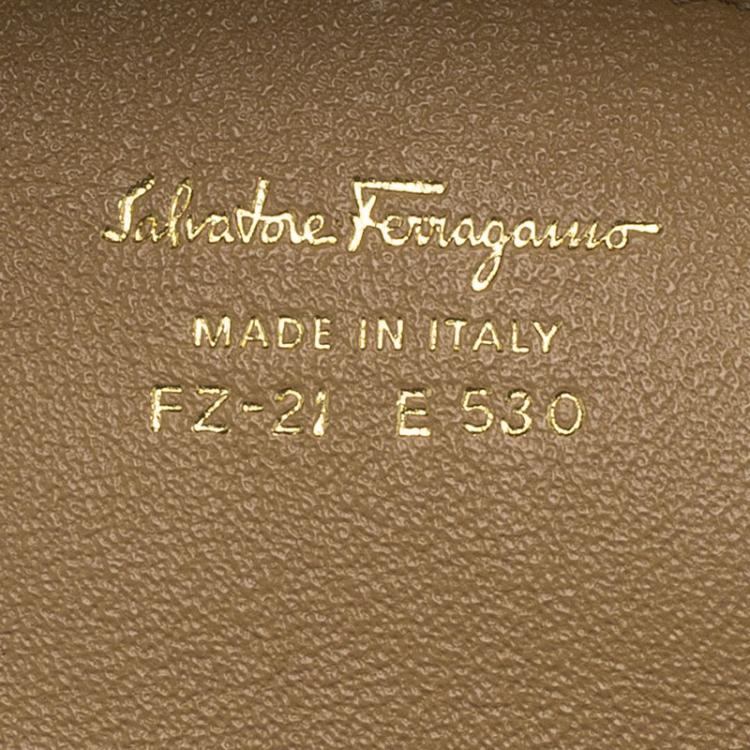 Salvatore Ferragamo
MADE IN ITALY
FZ-21 E 530